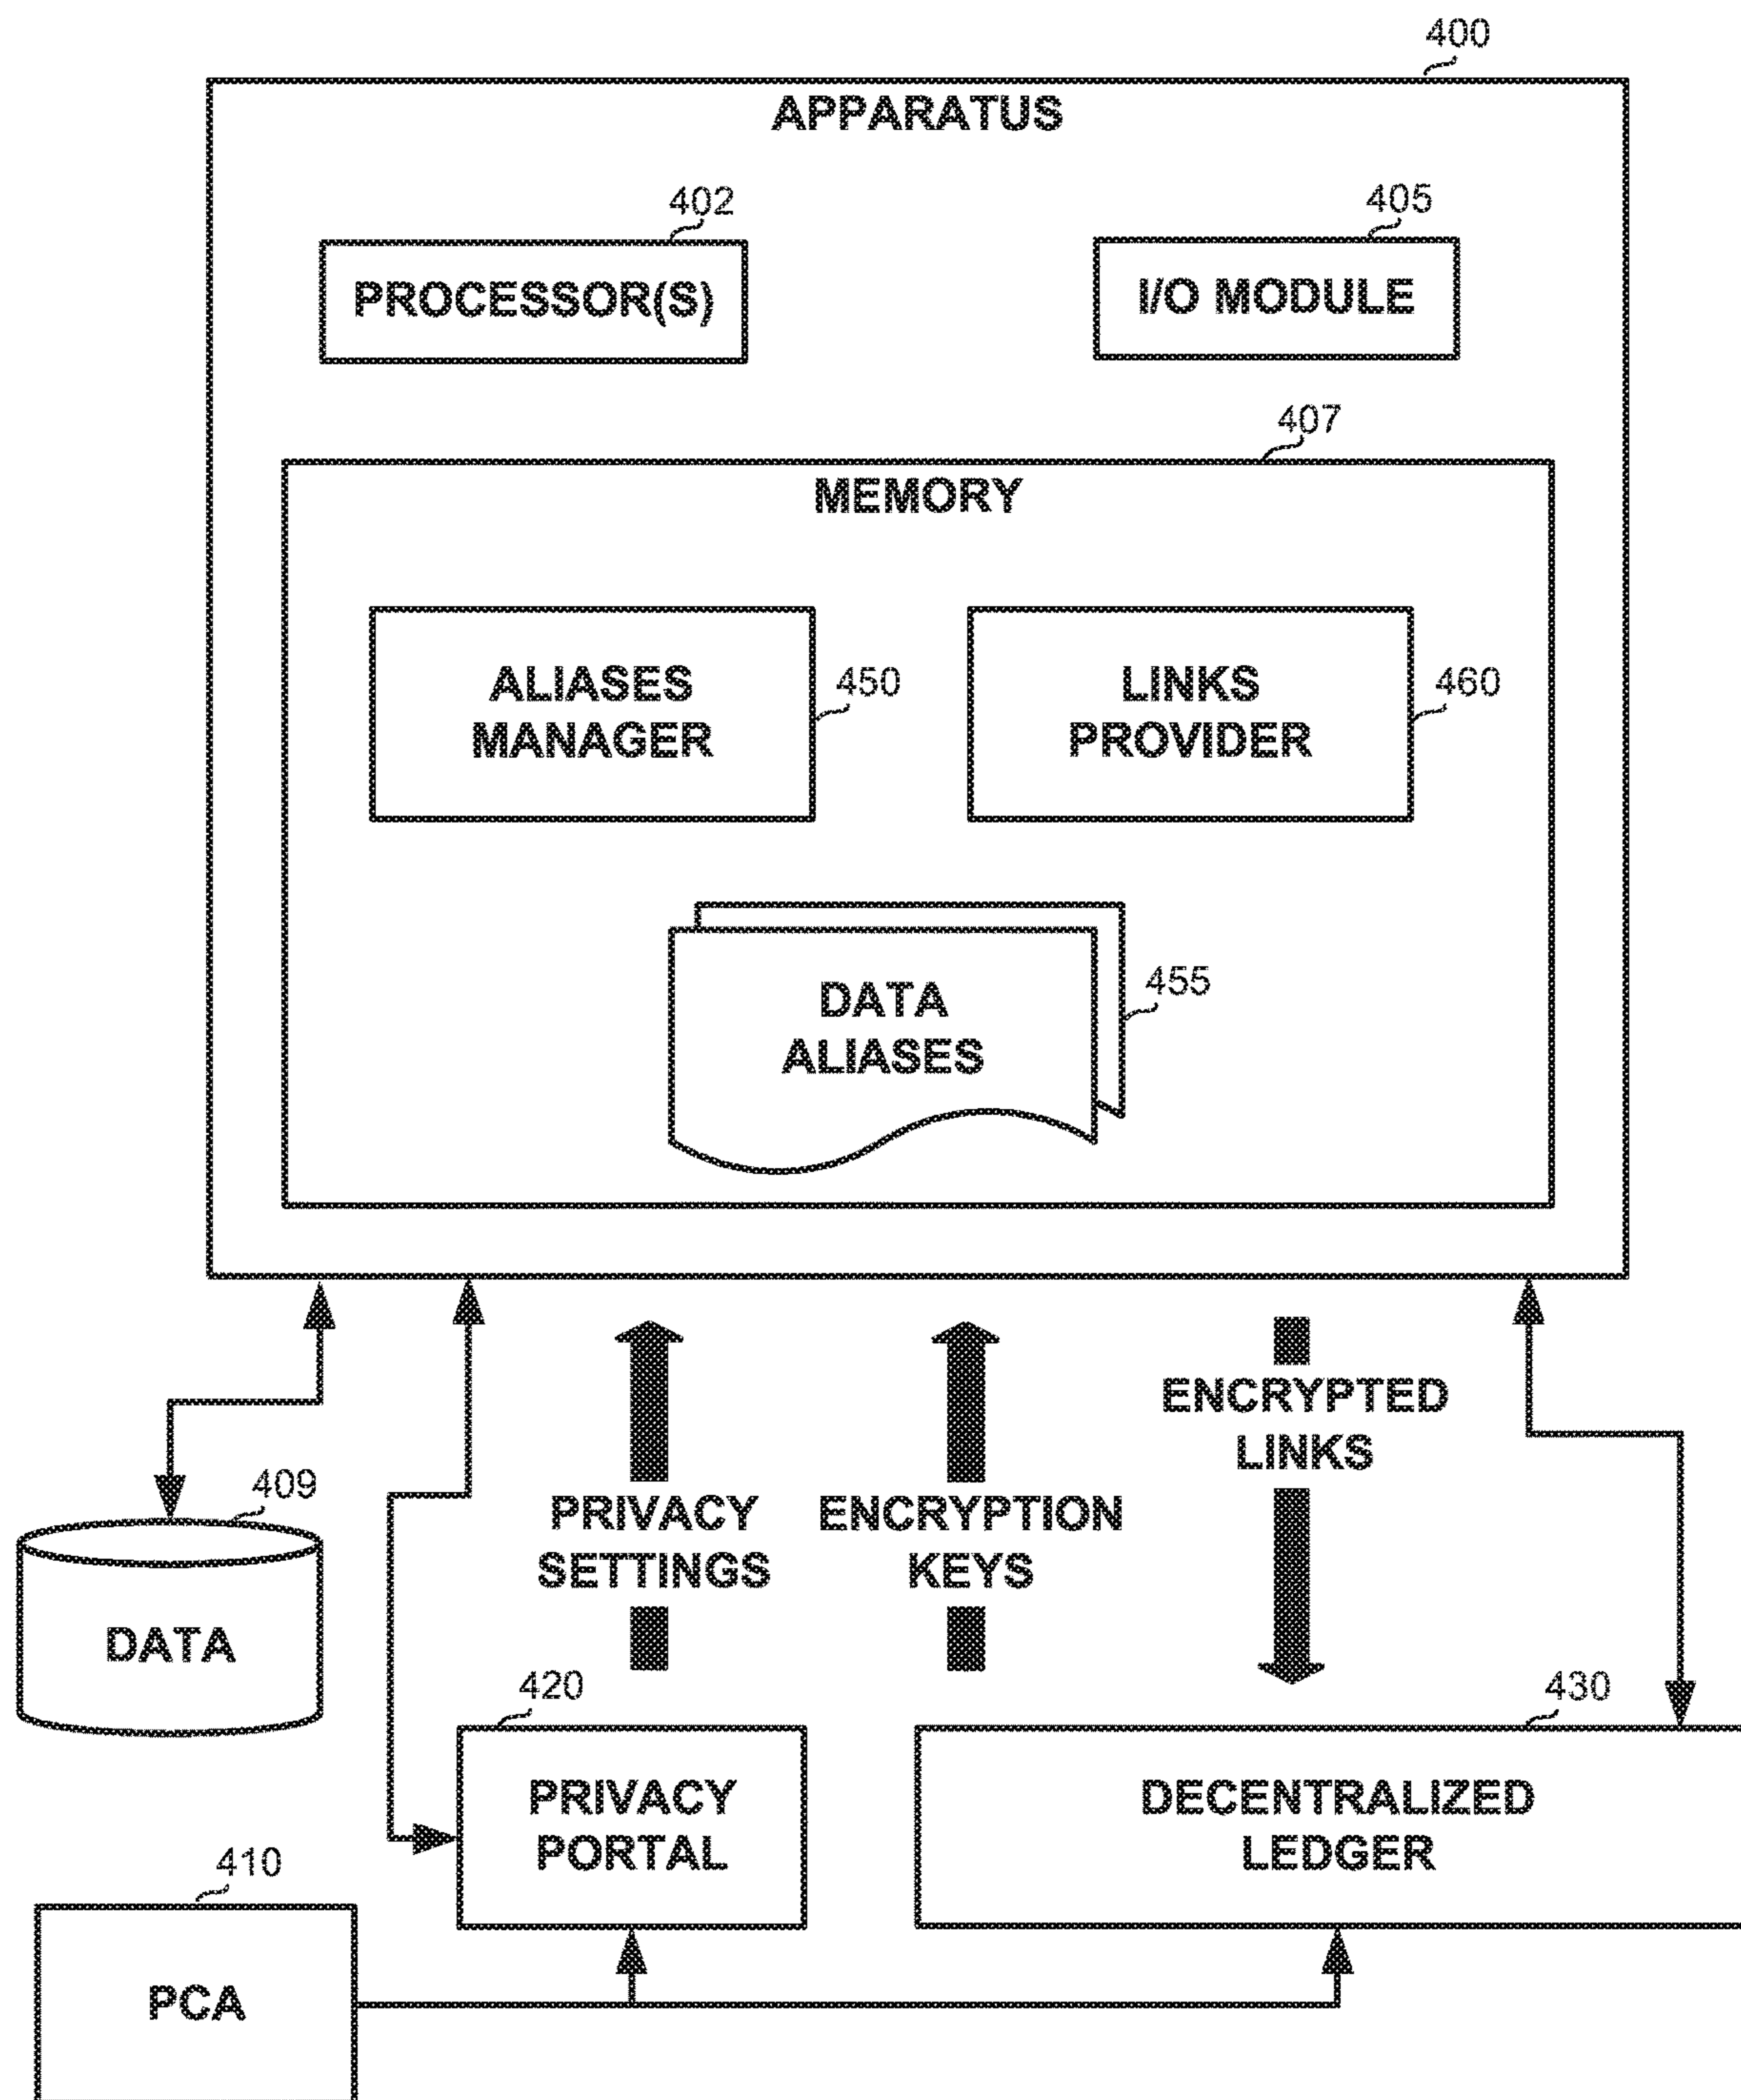 400
APPARATUS
402
405
PROCESSOR(S)
I/O MODULE
407
MEMORY
ALIASES
MANAGER
450
LINKS
PROVIDER
460
DATA
ALIASES
455
ENCRYPTED
LINKS
409
PRIVACY
SETTINGS
ENCRYPTION
KEYS
DATA
420
430
PRIVACY
PORTAL
DECENTRALIZED
LEDGER
410
PCA